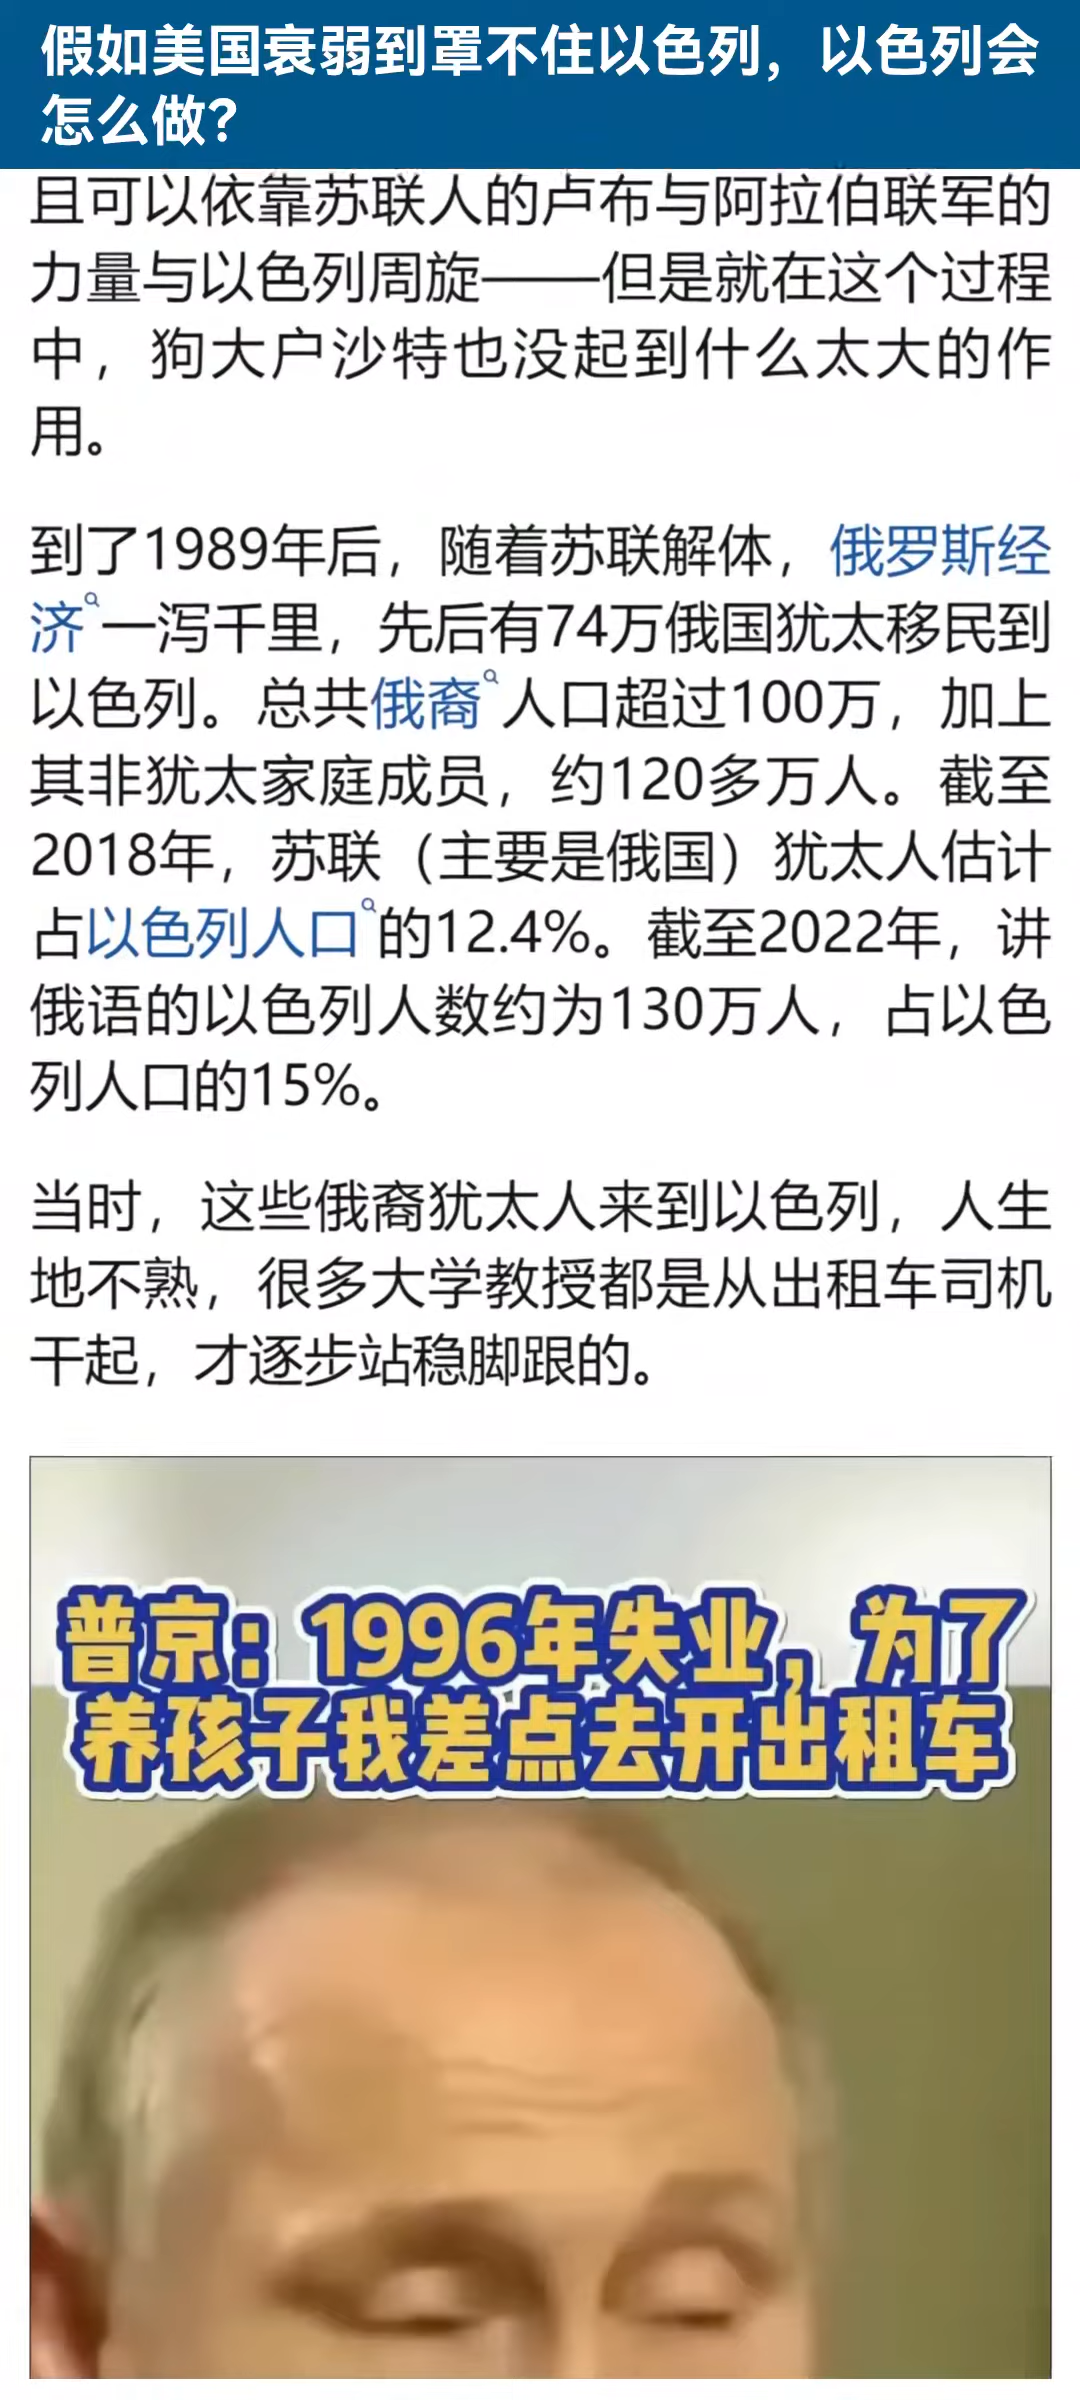 假如美国衰弱到罩不住以色列，以色列会
怎么做？
且可以依靠苏联人的卢布与阿拉伯联军的
力量与以色列周旋——但是就在这个过程
中，狗大户沙特也没起到什么太大的作
用。
到了1989年后，随着苏联解体，俄罗斯经
济一泻千里，先后有74万俄国犹太移民到
以色列。总共俄裔人口超过100万，加上
其非犹太家庭成员，约120多万人。截至
2018年，苏联（主要是俄国）犹太人估计
占以色列人口的12.4%。截至2022年，讲
俄语的以色列人数约为130万人，占以色
列人口的15%。
当时，这些俄裔犹太人来到以色列，人生
地不熟，很多大学教授都是从出租车司机
干起，才逐步站稳脚跟的。
普京：1996年失业，为了
养孩子我差点去开出租车